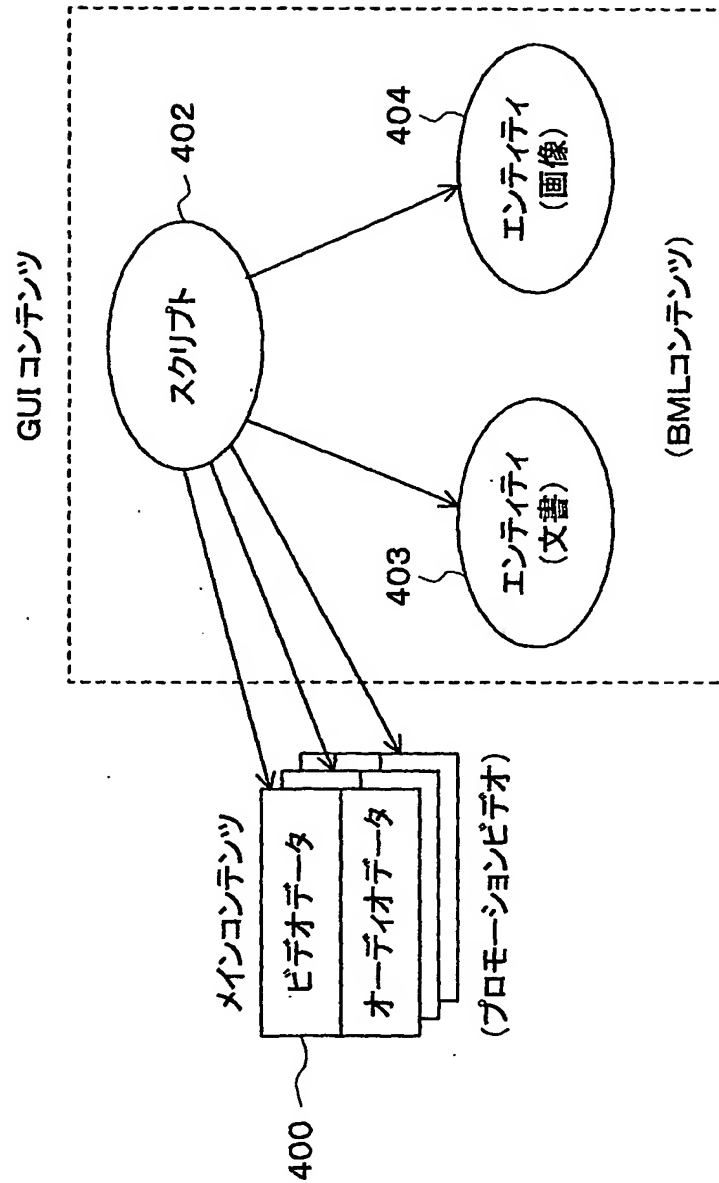 GUI コンテンツ
402
スクリプト
404
エンティティ
(画像)
403
エンティティ
(文書)
(BMLコンテンツ)
メインコンテンツ
ビデオデータ
オーディオデータ
(プロモーションビデオ)
400